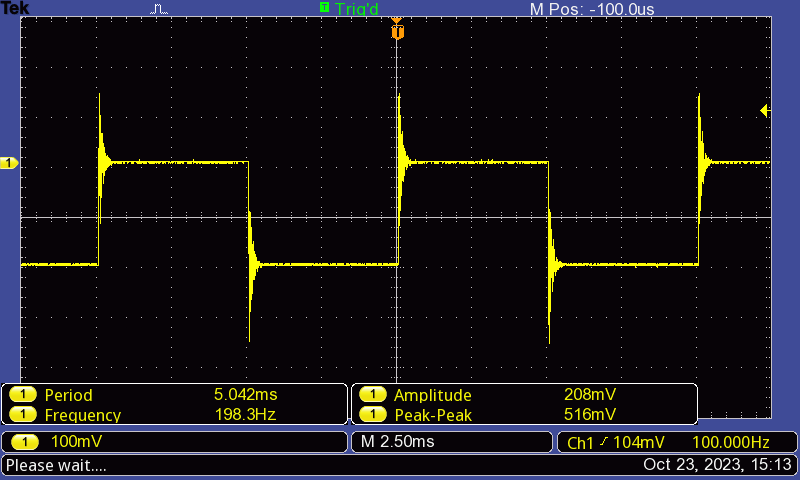 Tek T Trig'd M Pos: -100.0us
T
1
1 Period 5.042ms 1 Amplitude 208mV
1 Frequency 198.3Hz 1 Peak-Peak 516mV
1 100mV M 2.50ms Ch1 104mV 100.000Hz
Please wait.... Oct 23, 2023, 15:13